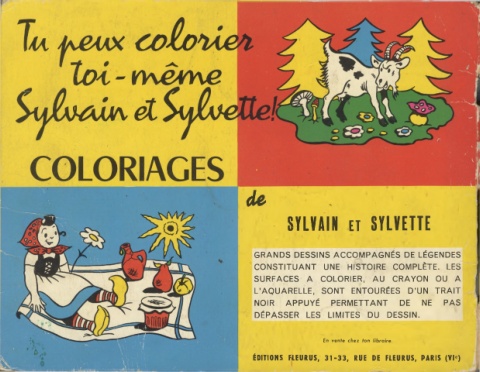 Tu peux colorier
toi-même
Sylvain et Sylvette!
COLORIAGES
de
SYLVAIN ET SYLVETTE
GRANDS DESSINS ACCOMPAGNÉS DE LÉGENDES
CONSTITUANT UNE HISTOIRE COMPLÈTE. LES
SURFACES A COLORIER, AU CRAYON OU A
L'AQUARELLE, SONT ENTOURÉES D'UN TRAIT
NOIR APPUYÉ PERMETTANT DE NE PAS
DÉPASSER LES LIMITES DU DESSIN.
En vente chez ton libraire.
ÉDITIONS FLEURUS, 31-33, RUE DE FLEURUS, PARIS (VIe)